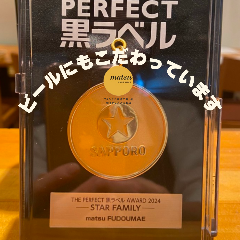 PERFECT
黒ラベル
matsu
ビールにもこだわっています
SAPPORO
THE PERFECT 黒ラベル AWARD 2024
STAR FAMILY
matsu FUDOUMAE